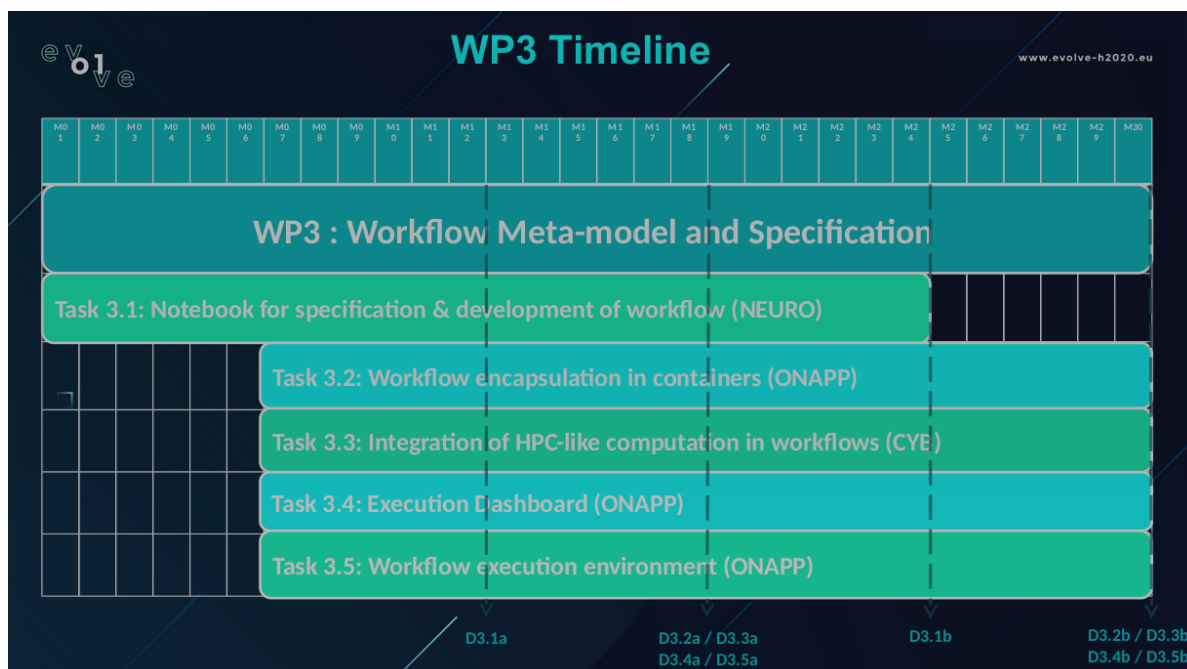 evolve
WP3 Timeline
www.evolve-h2020.eu
M01 M02 M03 M04 M05 M06 M07 M08 M09 M10 M11 M12 M13 M14 M15 M16 M17 M18 M19 M20 M21 M22 M23 M24 M25 M26 M27 M28 M29 M30
WP3 : Workflow Meta-model and Specification
Task 3.1: Notebook for specification & development of workflow (NEURO)
Task 3.2: Workflow encapsulation in containers (ONAPP)
Task 3.3: Integration of HPC-like computation in workflows (CYB)
Task 3.4: Execution Dashboard (ONAPP)
Task 3.5: Workflow execution environment (ONAPP)
D3.1a
D3.2a / D3.3a
D3.4a / D3.5a
D3.1b
D3.2b / D3.3b
D3.4b / D3.5b